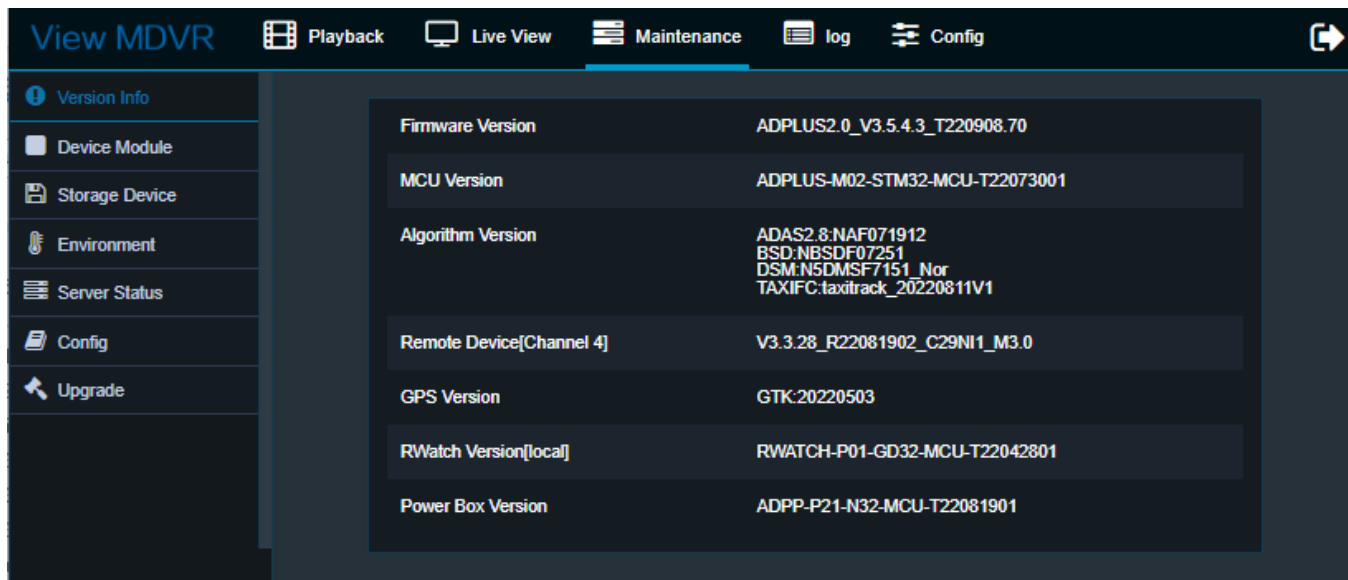 View MDVR
Playback
Live View
Maintenance
log
Config
Version Info
Device Module
Storage Device
Environment
Server Status
Config
Upgrade
Firmware Version ADPLUS2.0_V3.5.4.3_T220908.70
MCU Version ADPLUS-M02-STM32-MCU-T22073001
Algorithm Version ADAS2.8:NAF071912
BSD:NBSDF07251
DSM:N5DMSF7151_Nor
TAXIFC:taxitrack_20220811V1
Remote Device[Channel 4] V3.3.28_R22081902_C29NI1_M3.0
GPS Version GTK:20220503
RWatch Version[local] RWATCH-P01-GD32-MCU-T22042801
Power Box Version ADPP-P21-N32-MCU-T22081901